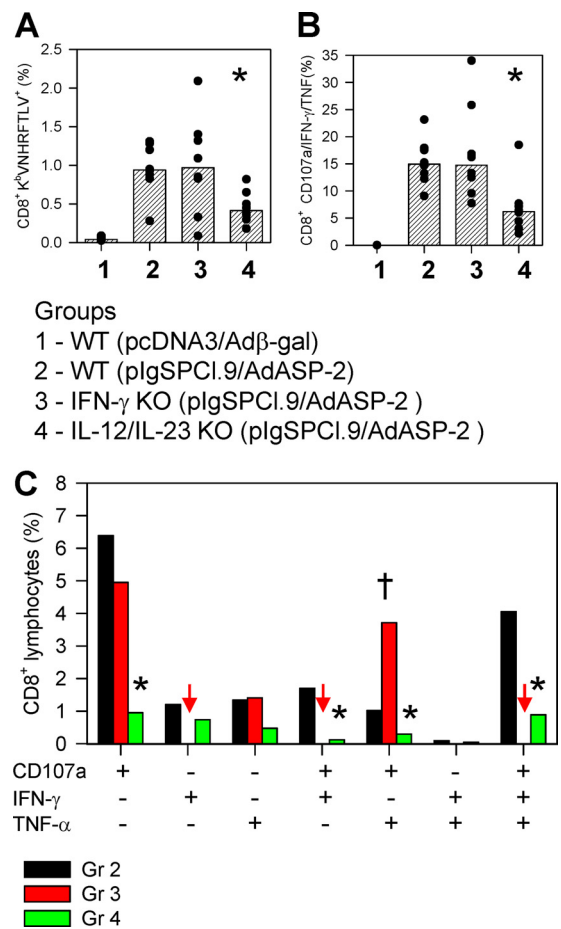 A
CD8+ KbVNHRFTLV+ (%)
2.5
2.0
1.5
1.0
0.5
0.0
*
1 2 3 4
B
CD8+ CD107a/IFN-γ/TNF(%)
35
30
25
20
15
10
5
0
*
1 2 3 4
Groups
1 - WT (pcDNA3/Adβ-gal)
2 - WT (pIgSPCl.9/AdASP-2)
3 - IFN-γ KO (pIgSPCl.9/AdASP-2 )
4 - IL-12/IL-23 KO (pIgSPCl.9/AdASP-2 )
C
CD8+ lymphocytes (%)
8
7
6
5
4
3
2
1
0
* * † * *
CD107a + - - + + - +
IFN-γ - + - + - + +
TNF-α - - + - + + +
Gr 2
Gr 3
Gr 4